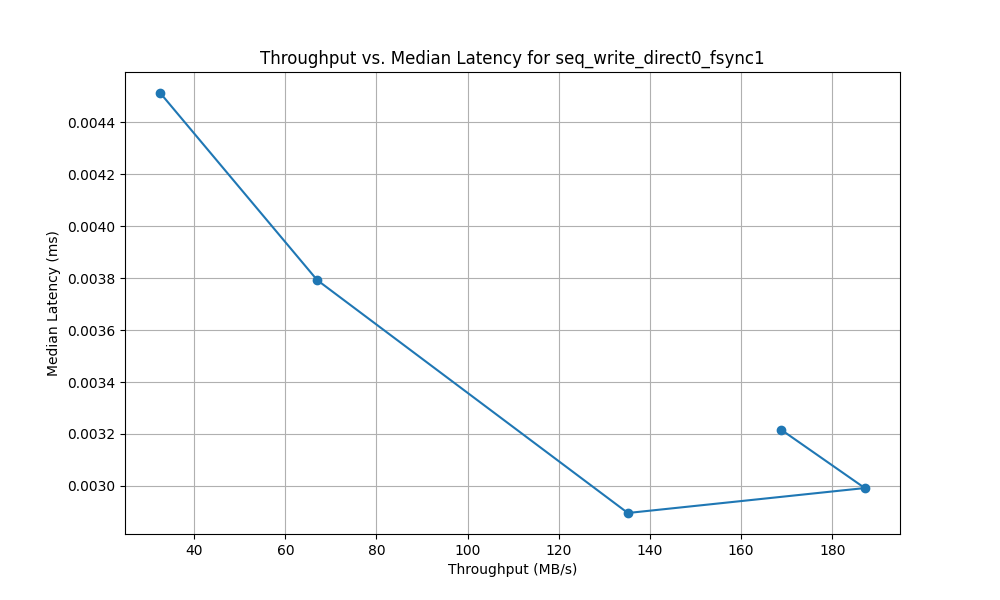 Throughput vs. Median Latency for seq_write_direct0_fsync1
Median Latency (ms)
0.0044
0.0042
0.0040
0.0038
0.0036
0.0034
0.0032
0.0030
40 60 80 100 120 140 160 180
Throughput (MB/s)